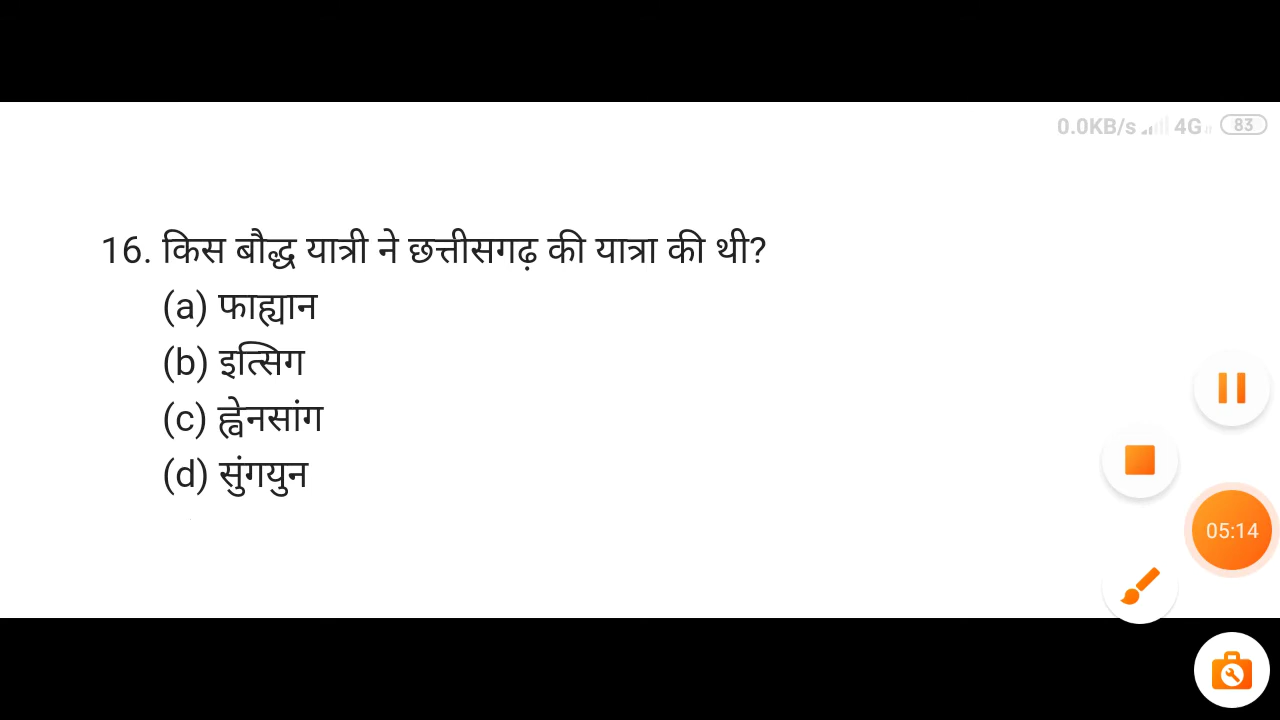 0.0KB/s 4G 83
16. किस बौद्ध यात्री ने छत्तीसगढ़ की यात्रा की थी?
(a) फाह्यान
(b) इत्सिग
(c) ह्वेनसांग
(d) सुंगयुन
05:14